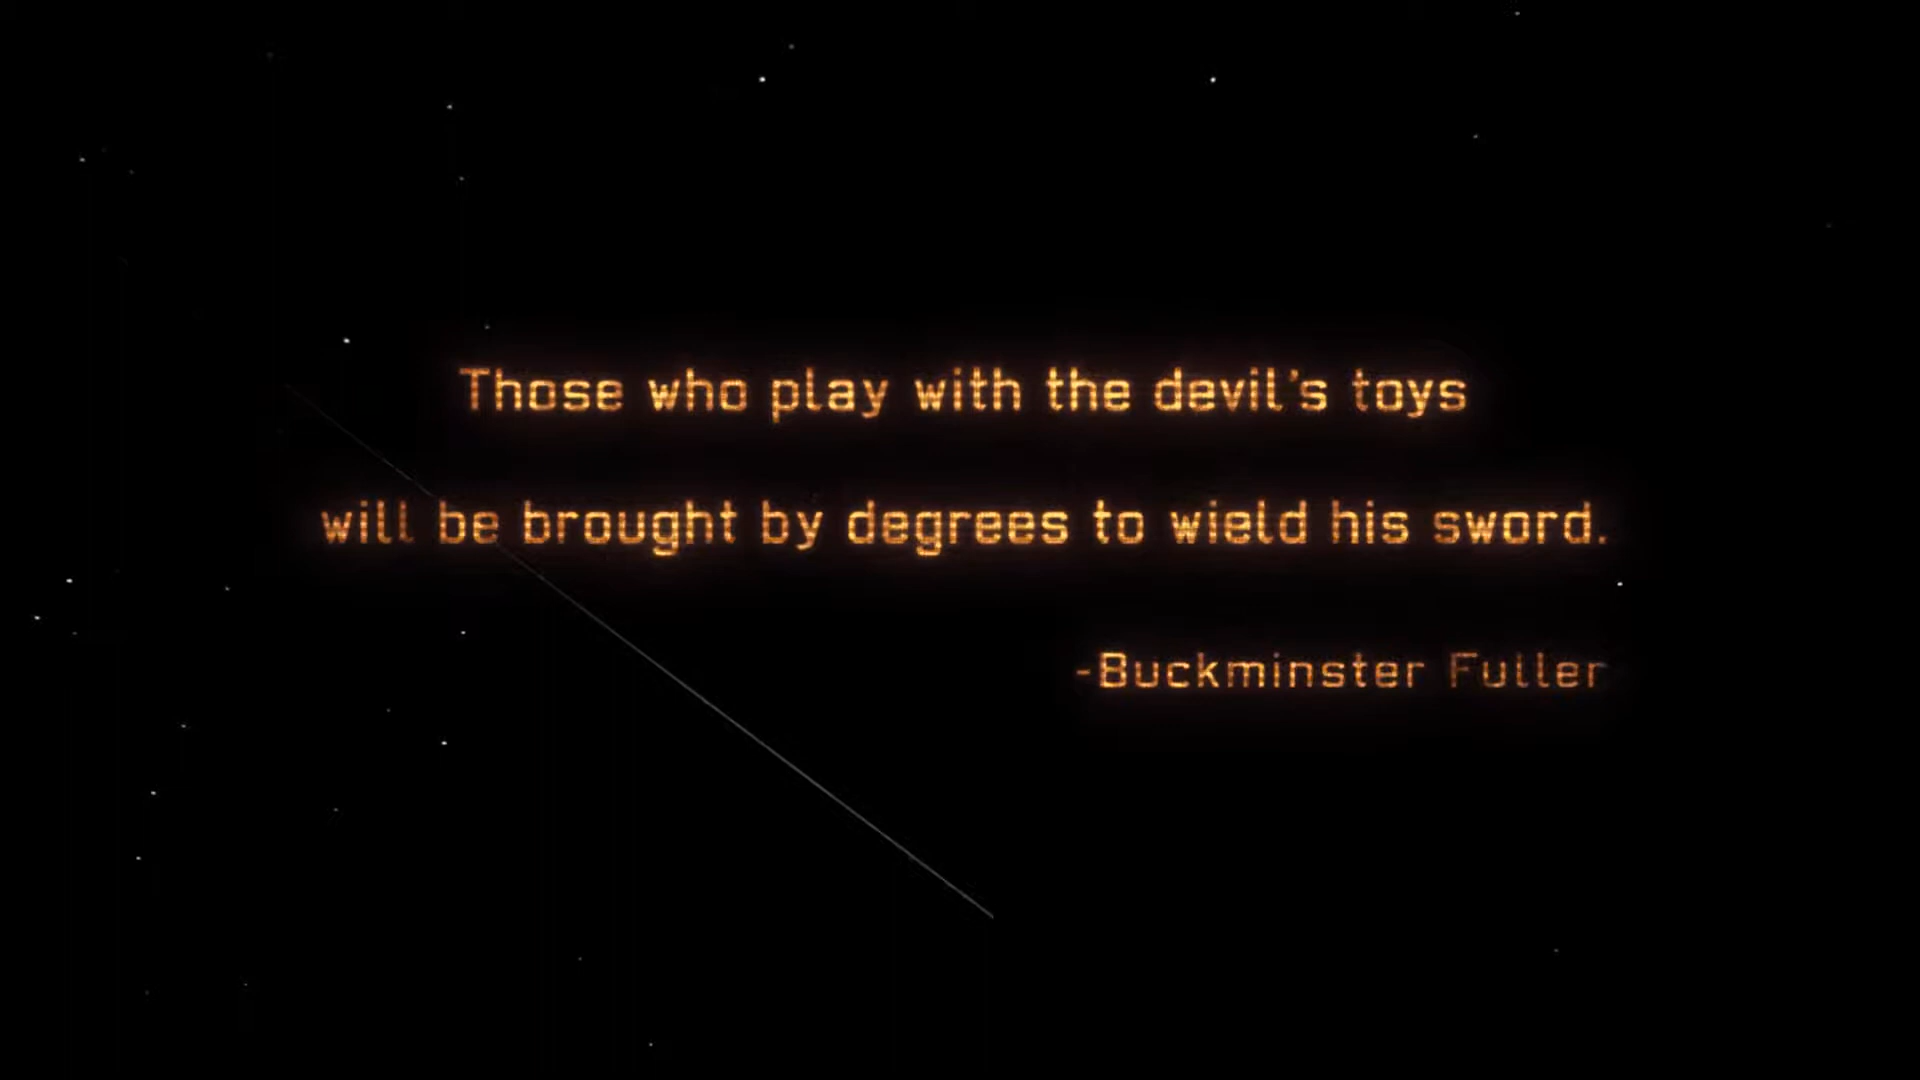 Those who play with the devil's toys
will be brought by degrees to wield his sword.
-Buckminster Fuller